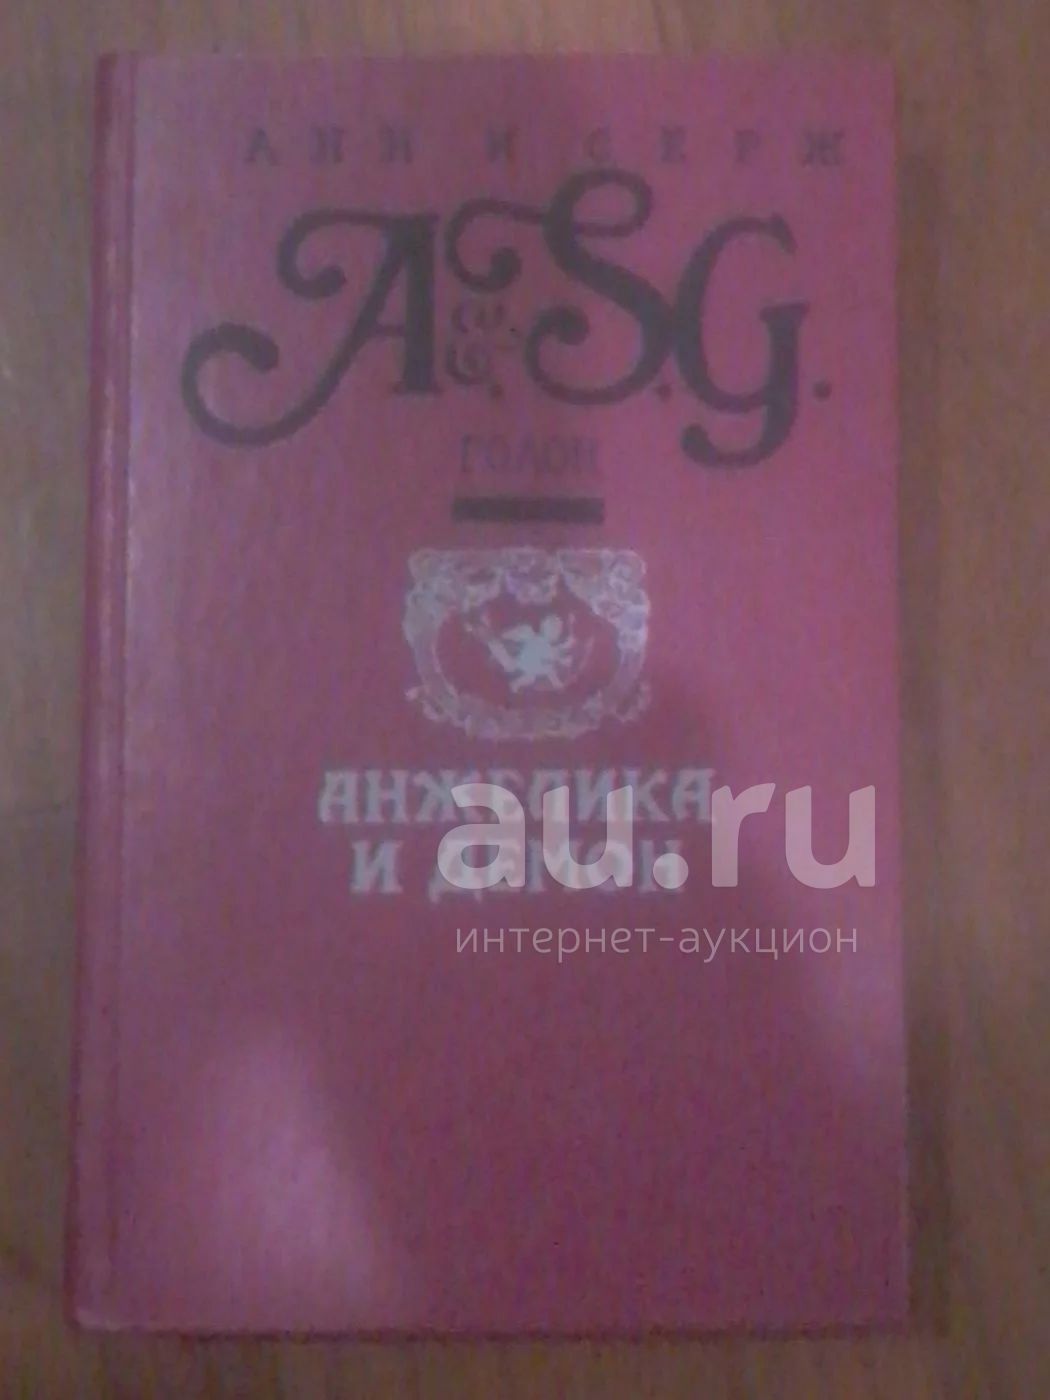 АНН И СЕРЖ
A.&S.G.
ГОЛОН
АНЖЕЛИКА
И ДЕМОН
au.ru
интернет-аукцион